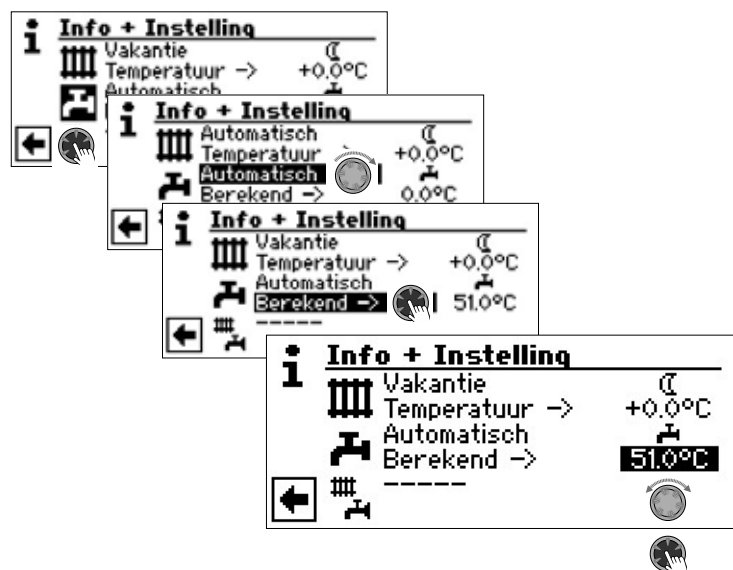 Info + Instelling
Vakantie
Temperatuur -> +0.0°C
Automatisch
Info + Instelling
Automatisch
Temperatuur +0.0°C
Automatisch
Berekend -> 0.0°C
Info + Instelling
Vakantie
Temperatuur -> +0.0°C
Automatisch
Berekend -> 51.0°C
-----
Info + Instelling
Vakantie
Temperatuur -> +0.0°C
Automatisch
Berekend -> 51.0°C
-----